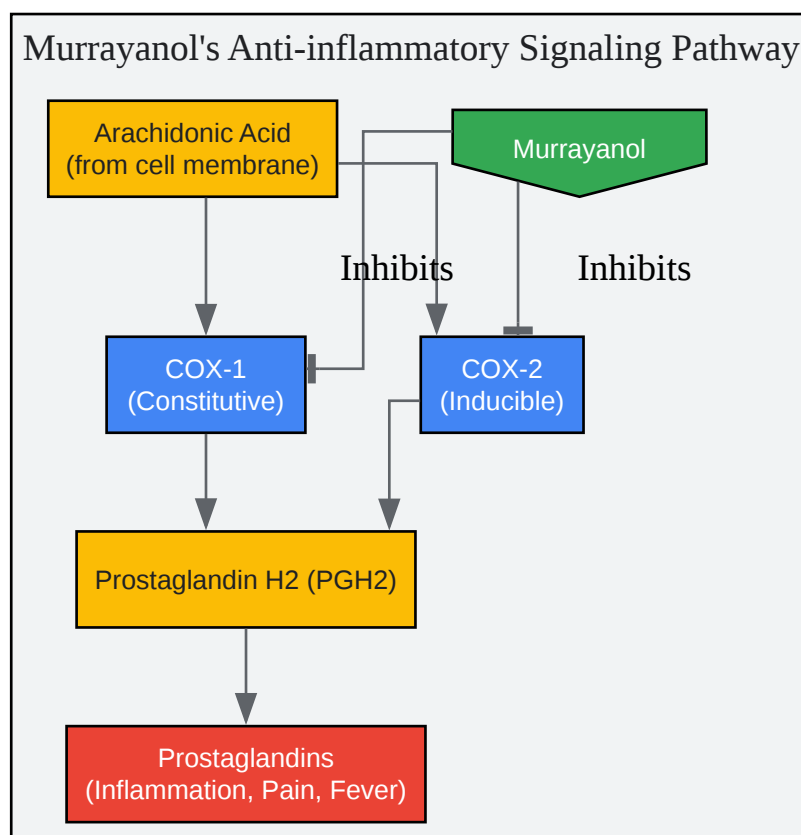 Murrayanol's Anti-inflammatory Signaling Pathway
Arachidonic Acid
(from cell membrane)
Murrayanol
Inhibits
Inhibits
COX-1
(Constitutive)
COX-2
(Inducible)
Prostaglandin H2 (PGH2)
Prostaglandins
(Inflammation, Pain, Fever)